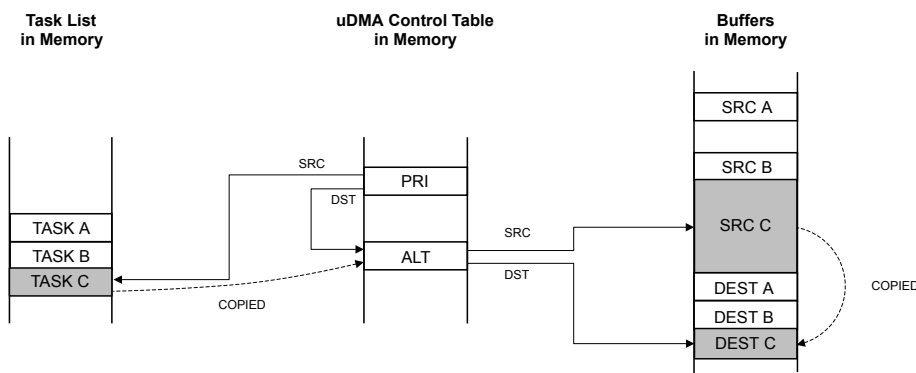 Task List
in Memory
uDMA Control Table
in Memory
Buffers
in Memory
SRC A
SRC B
SRC
PRI
DST
TASK A
TASK B
TASK C
ALT
SRC
DST
SRC C
COPIED
DEST A
DEST B
DEST C
COPIED